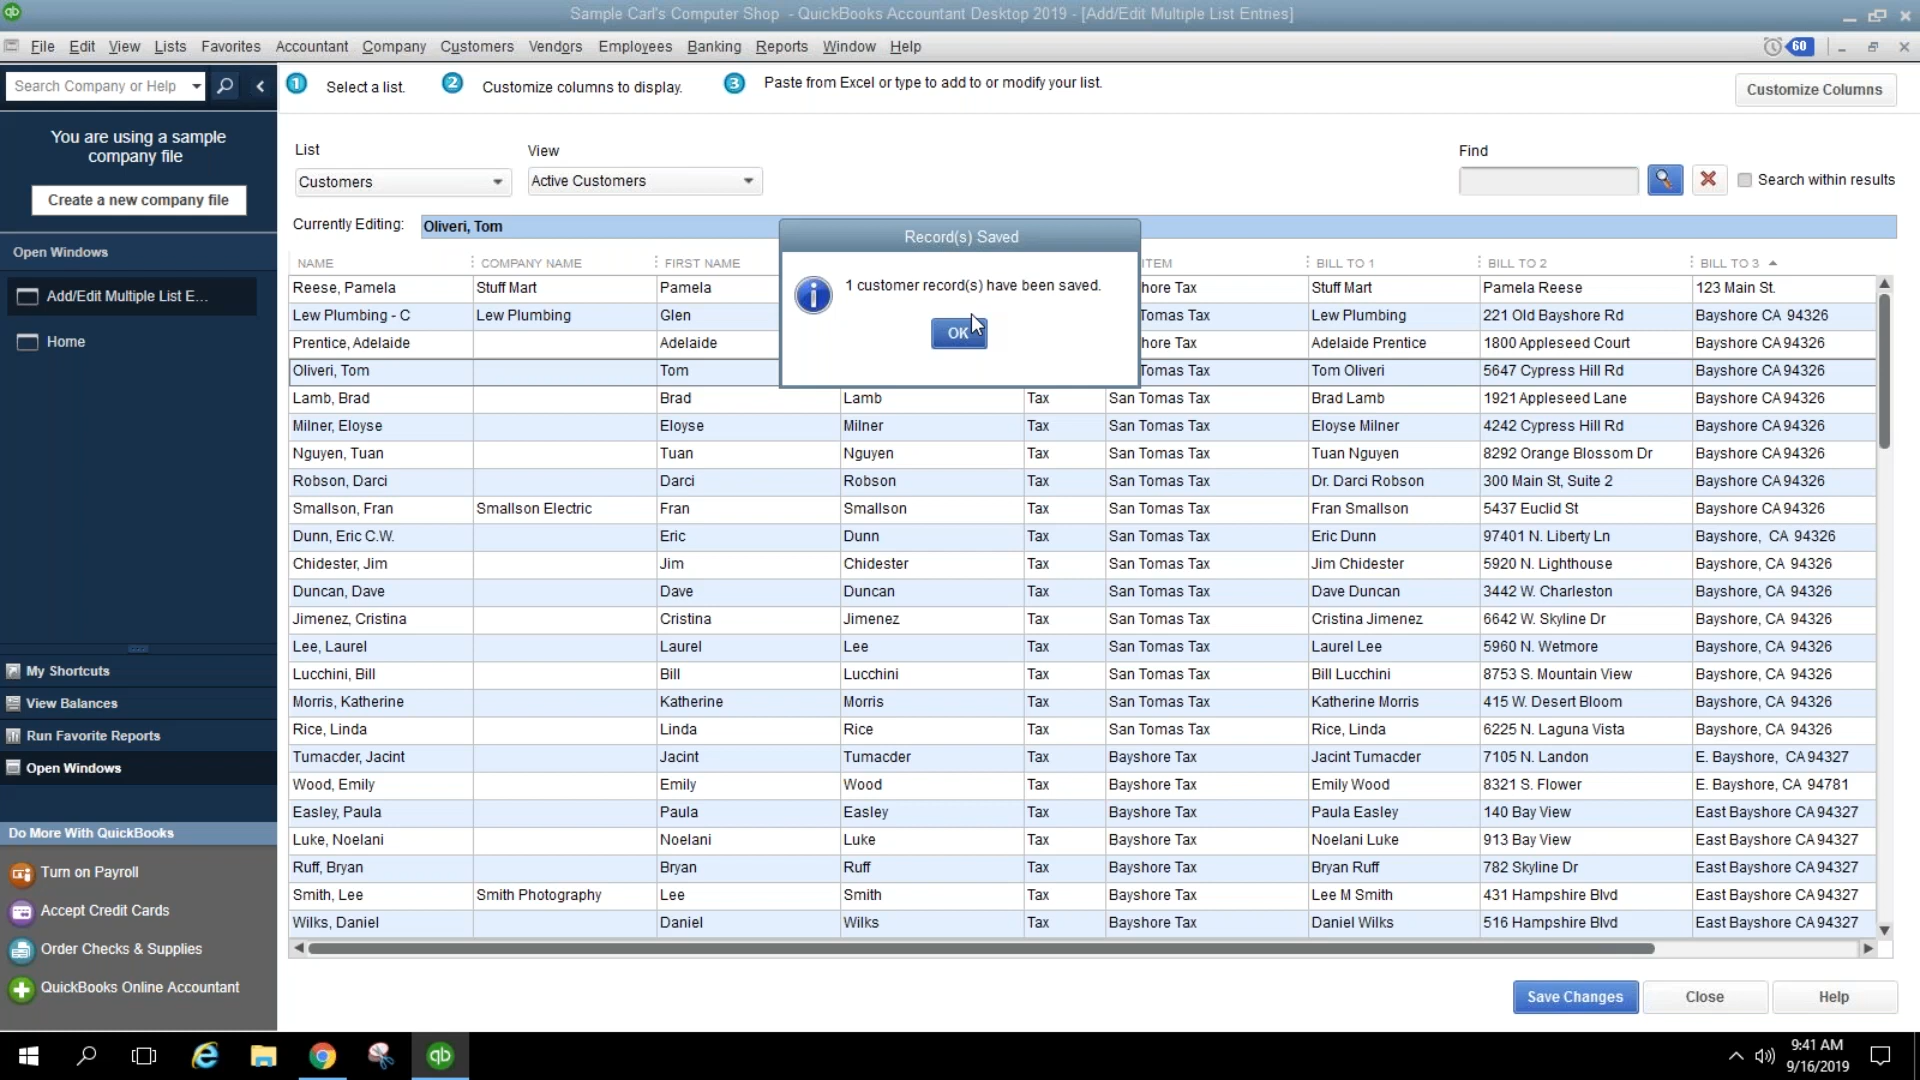 Sample Carl's Computer Shop - QuickBooks Accountant Desktop 2019 - [Add/Edit Multiple List Entries]
File Edit View Lists Favorites Accountant Company Customers Vendors Employees Banking Reports Window Help 60
Search Company or Help
1 Select a list. 2 Customize columns to display. 3 Paste from Excel or type to add to or modify your list.
Customize Columns
You are using a sample
company file
Create a new company file
Open Windows
Add/Edit Multiple List E...
Home
My Shortcuts
View Balances
Run Favorite Reports
Open Windows
Do More With QuickBooks
Turn on Payroll
Accept Credit Cards
Order Checks & Supplies
QuickBooks Online Accountant
List View Find
Customers Active Customers Search within results
Currently Editing: Oliveri, Tom
Record(s) Saved
1 customer record(s) have been saved.
OK
NAME COMPANY NAME FIRST NAME ITEM BILL TO 1 BILL TO 2 BILL TO 3
Reese, Pamela Stuff Mart Pamela hore Tax Stuff Mart Pamela Reese 123 Main St.
Lew Plumbing - C Lew Plumbing Glen Tomas Tax Lew Plumbing 221 Old Bayshore Rd Bayshore CA 94326
Prentice, Adelaide Adelaide hore Tax Adelaide Prentice 1800 Appleseed Court Bayshore CA 94326
Oliveri, Tom Tom Tomas Tax Tom Oliveri 5647 Cypress Hill Rd Bayshore CA 94326
Lamb, Brad Brad Lamb Tax San Tomas Tax Brad Lamb 1921 Appleseed Lane Bayshore CA 94326
Milner, Eloyse Eloyse Milner Tax San Tomas Tax Eloyse Milner 4242 Cypress Hill Rd Bayshore CA 94326
Nguyen, Tuan Tuan Nguyen Tax San Tomas Tax Tuan Nguyen 8292 Orange Blossom Dr Bayshore CA 94326
Robson, Darci Darci Robson Tax San Tomas Tax Dr. Darci Robson 300 Main St, Suite 2 Bayshore CA 94326
Smallson, Fran Smallson Electric Fran Smallson Tax San Tomas Tax Fran Smallson 5437 Euclid St Bayshore CA 94326
Dunn, Eric C.W. Eric Dunn Tax San Tomas Tax Eric Dunn 97401 N. Liberty Ln Bayshore, CA 94326
Chidester, Jim Jim Chidester Tax San Tomas Tax Jim Chidester 5920 N. Lighthouse Bayshore, CA 94326
Duncan, Dave Dave Duncan Tax San Tomas Tax Dave Duncan 3442 W. Charleston Bayshore, CA 94326
Jimenez, Cristina Cristina Jimenez Tax San Tomas Tax Cristina Jimenez 6642 W. Skyline Dr Bayshore, CA 94326
Lee, Laurel Laurel Lee Tax San Tomas Tax Laurel Lee 5960 N. Wetmore Bayshore, CA 94326
Lucchini, Bill Bill Lucchini Tax San Tomas Tax Bill Lucchini 8753 S. Mountain View Bayshore, CA 94326
Morris, Katherine Katherine Morris Tax San Tomas Tax Katherine Morris 415 W. Desert Bloom Bayshore, CA 94326
Rice, Linda Linda Rice Tax San Tomas Tax Rice, Linda 6225 N. Laguna Vista Bayshore, CA 94326
Tumacder, Jacint Jacint Tumacder Tax Bayshore Tax Jacint Tumacder 7105 N. Landon E. Bayshore, CA 94327
Wood, Emily Emily Wood Tax Bayshore Tax Emily Wood 8321 S. Flower E. Bayshore, CA 94781
Easley, Paula Paula Easley Tax Bayshore Tax Paula Easley 140 Bay View East Bayshore CA 94327
Luke, Noelani Noelani Luke Tax Bayshore Tax Noelani Luke 913 Bay View East Bayshore CA 94327
Ruff, Bryan Bryan Ruff Tax Bayshore Tax Bryan Ruff 782 Skyline Dr East Bayshore CA 94327
Smith, Lee Smith Photography Lee Smith Tax Bayshore Tax Lee M Smith 431 Hampshire Blvd East Bayshore CA 94327
Wilks, Daniel Daniel Wilks Tax Bayshore Tax Daniel Wilks 516 Hampshire Blvd East Bayshore CA 94327
Save Changes Close Help
qb
9:41 AM
9/16/2019